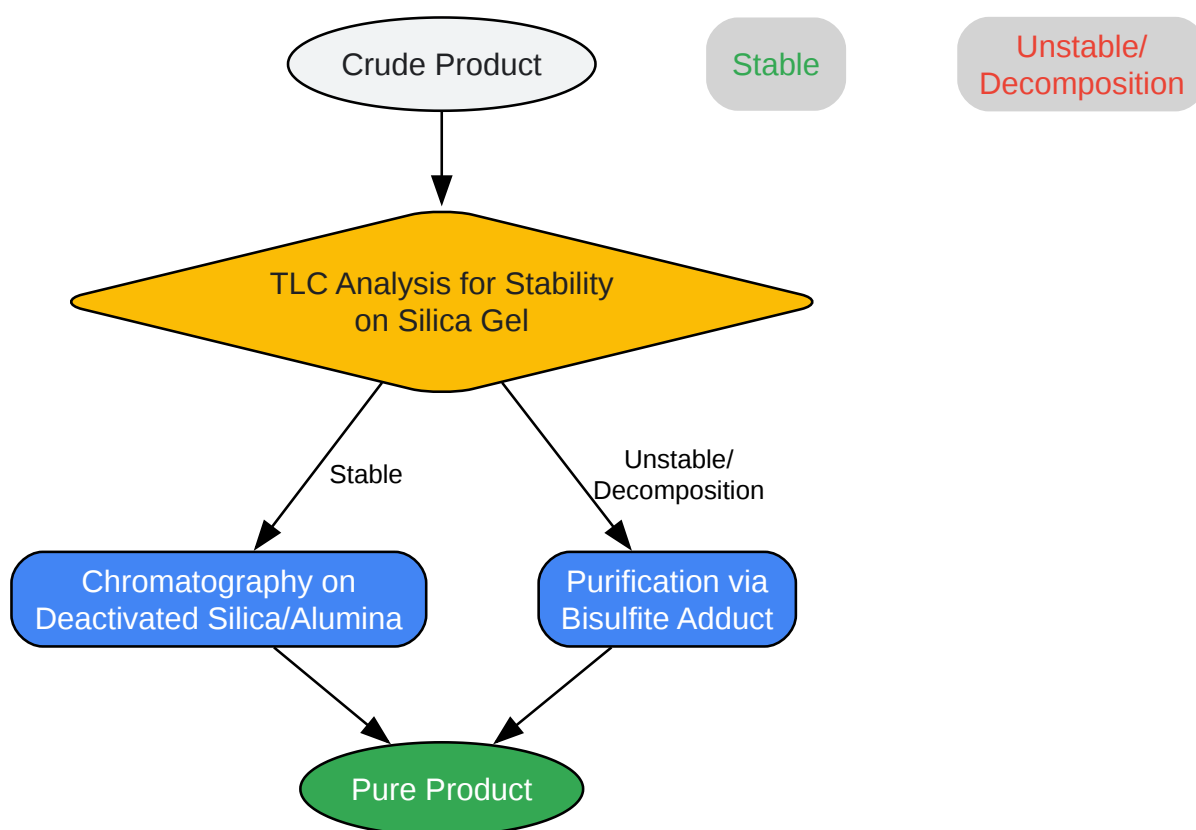 Crude Product
Stable
Unstable/
Decomposition
TLC Analysis for Stability
on Silica Gel
Stable
Unstable/
Decomposition
Chromatography on
Deactivated Silica/Alumina
Purification via
Bisulfite Adduct
Pure Product